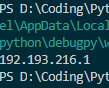 PS D:\Coding\Pyt
el\AppData\Local
python\debugpy\
192.193.216.1
PS D:\Coding\Pyt